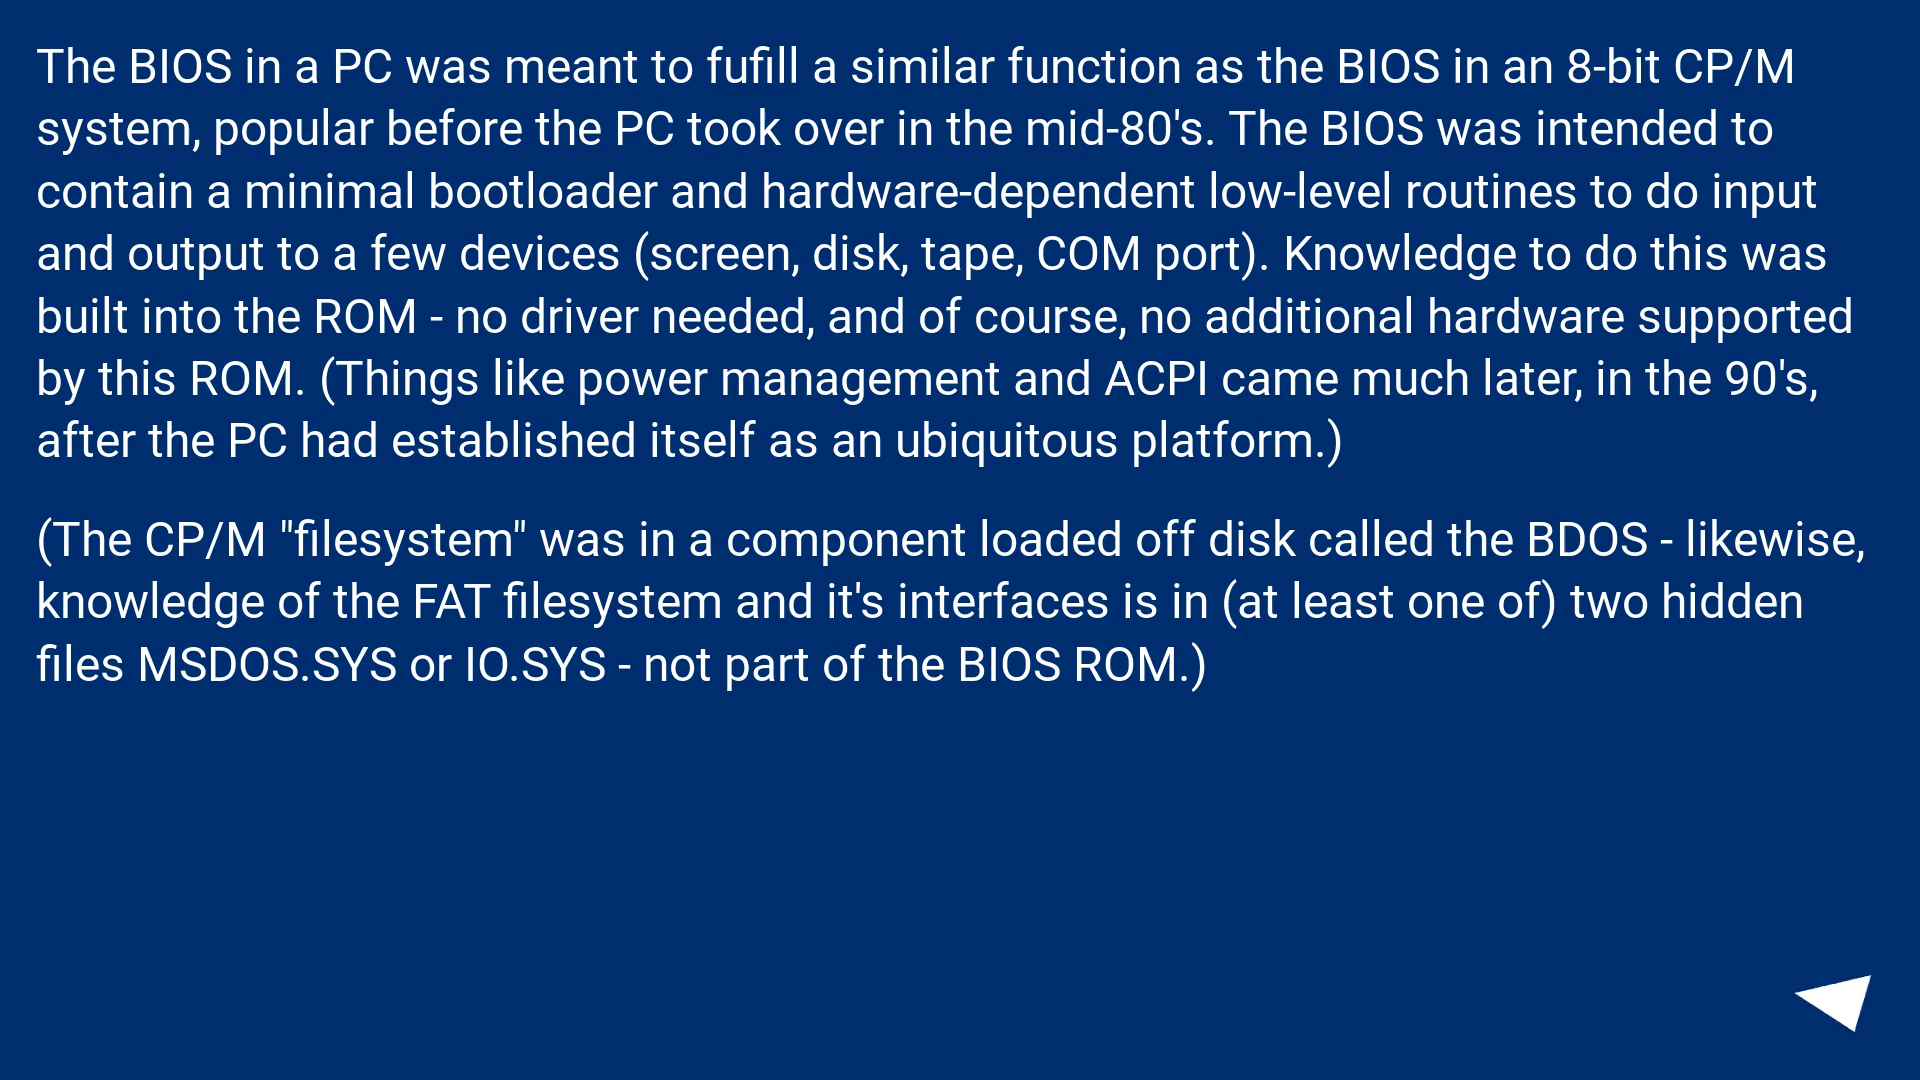 The BIOS in a PC was meant to fufill a similar function as the BIOS in an 8-bit CP/M
system, popular before the PC took over in the mid-80's. The BIOS was intended to
contain a minimal bootloader and hardware-dependent low-level routines to do input
and output to a few devices (screen, disk, tape, COM port). Knowledge to do this was
built into the ROM - no driver needed, and of course, no additional hardware supported
by this ROM. (Things like power management and ACPI came much later, in the 90's,
after the PC had established itself as an ubiquitous platform.)
(The CP/M "filesystem" was in a component loaded off disk called the BDOS - likewise,
knowledge of the FAT filesystem and it's interfaces is in (at least one of) two hidden
files MSDOS.SYS or IO.SYS - not part of the BIOS ROM.)